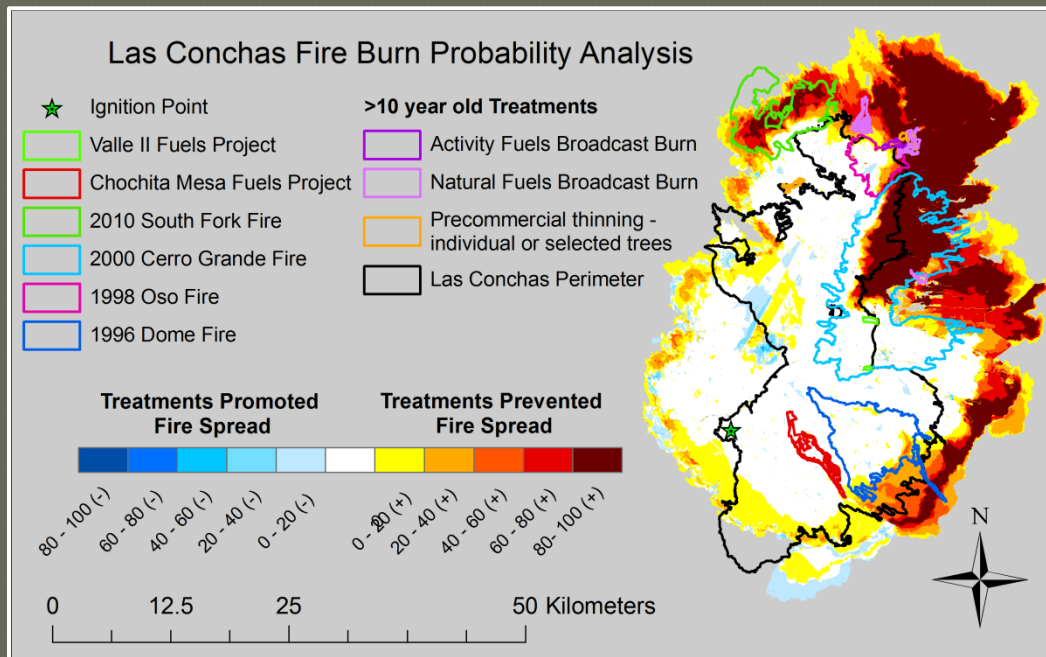 Las Conchas Fire Burn Probability Analysis
Ignition Point
Valle II Fuels Project
Chochita Mesa Fuels Project
2010 South Fork Fire
2000 Cerro Grande Fire
1998 Oso Fire
1996 Dome Fire
>10 year old Treatments
Activity Fuels Broadcast Burn
Natural Fuels Broadcast Burn
Precommercial thinning -
individual or selected trees
Las Conchas Perimeter
Treatments Promoted
Fire Spread
Treatments Prevented
Fire Spread
80 - 100 (-)
60 - 80 (-)
40 - 60 (-)
20 - 40 (-)
0 - 20 (-)
0 - 20 (+)
20 - 40 (+)
40 - 60 (+)
60 - 80 (+)
80- 100 (+)
0 12.5 25 50 Kilometers
N